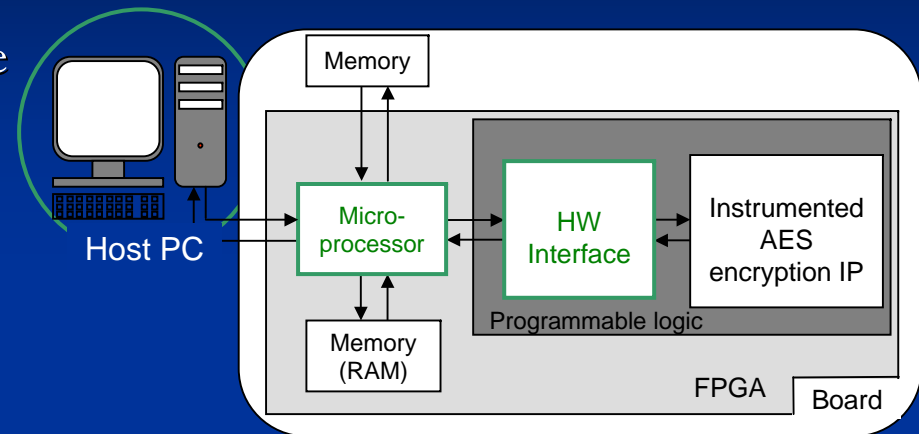 e
Memory
Micro-
processor
HW
Interface
Instrumented
AES
encryption IP
Host PC
Programmable logic
Memory
(RAM)
FPGA
Board